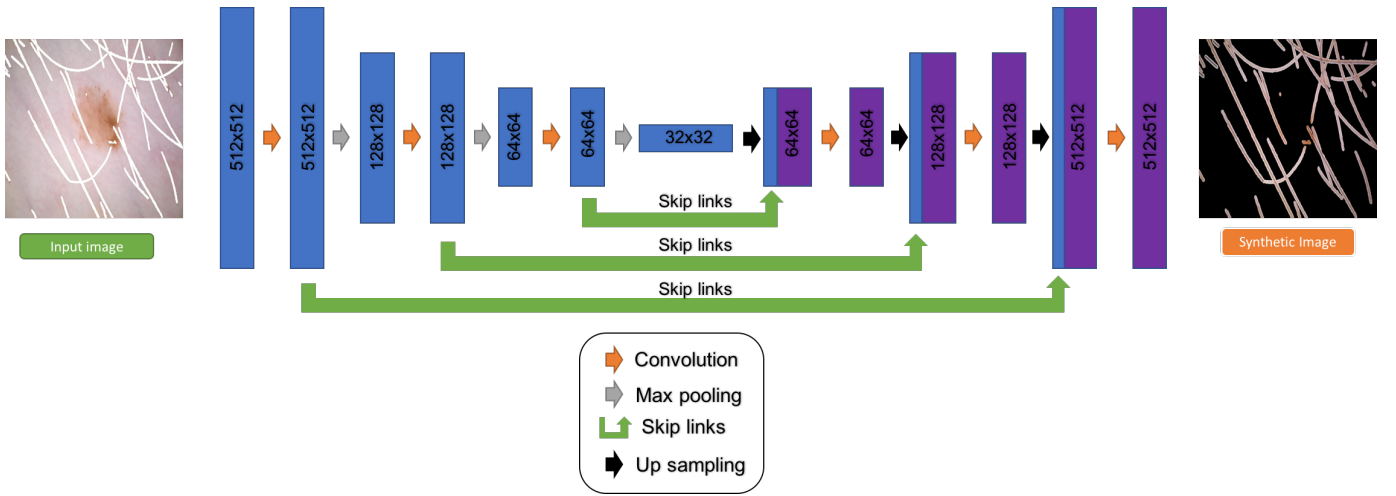 512x512
512x512
128x128
128x128
64x64
64x64
32x32
64x64
64x64
128x128
128x128
512x512
512x512
Input image
Synthetic Image
Skip links
Skip links
Skip links
Convolution
Max pooling
Skip links
Up sampling